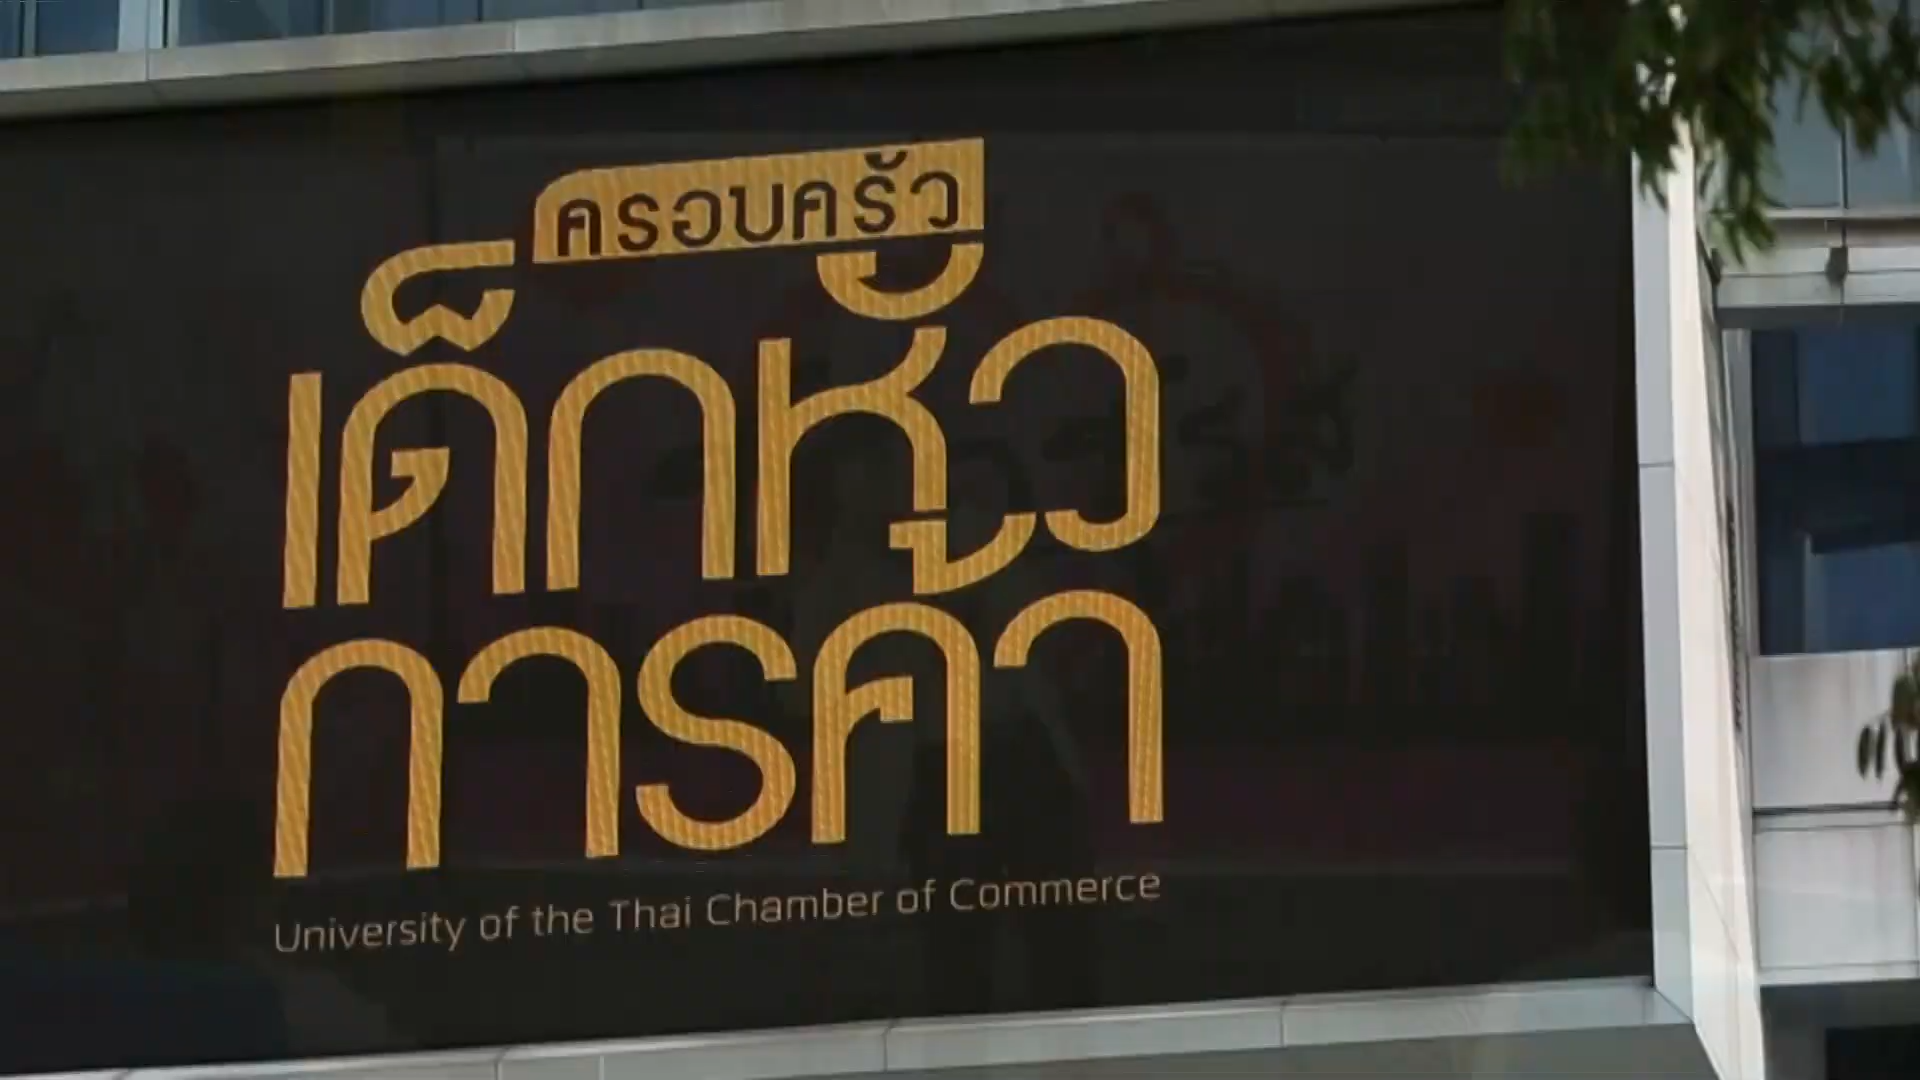 ครอบครัว
เด็กหัว
การค้า
University of the Thai Chamber of Commerce